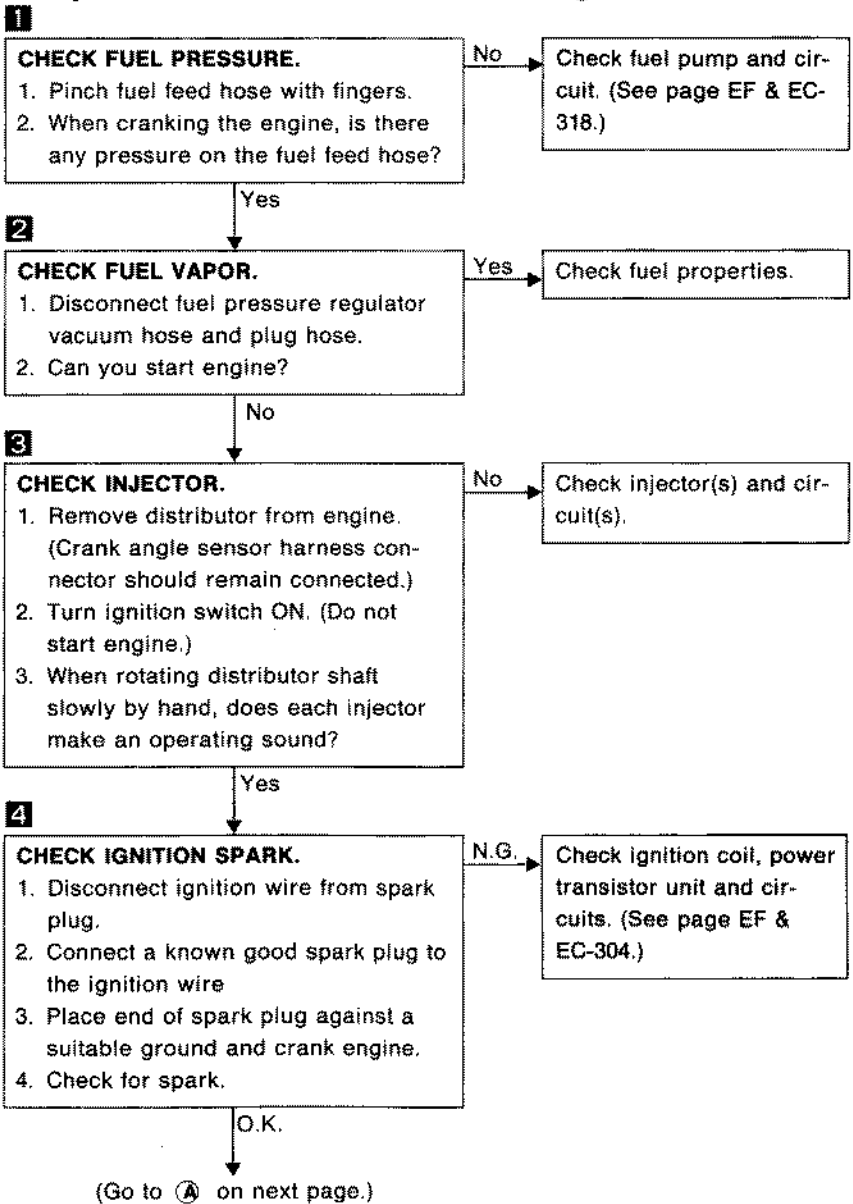 1
CHECK FUEL PRESSURE.
1. Pinch fuel feed hose with fingers.
2. When cranking the engine, is there
any pressure on the fuel feed hose?
No
Check fuel pump and cir-
cuit. (See page EF & EC-
318.)
Yes
2
CHECK FUEL VAPOR.
1. Disconnect fuel pressure regulator
vacuum hose and plug hose.
2. Can you start engine?
Yes
Check fuel properties.
No
3
CHECK INJECTOR.
1. Remove distributor from engine.
(Crank angle sensor harness con-
nector should remain connected.)
2. Turn ignition switch ON. (Do not
start engine.)
3. When rotating distributor shaft
slowly by hand, does each injector
make an operating sound?
No
Check injector(s) and cir-
cuit(s).
Yes
4
CHECK IGNITION SPARK.
1. Disconnect ignition wire from spark
plug.
2. Connect a known good spark plug to
the ignition wire
3. Place end of spark plug against a
suitable ground and crank engine.
4. Check for spark.
N.G.
Check ignition coil, power
transistor unit and cir-
cuits. (See page EF &
EC-304.)
O.K.
(Go to Ⓐ on next page.)